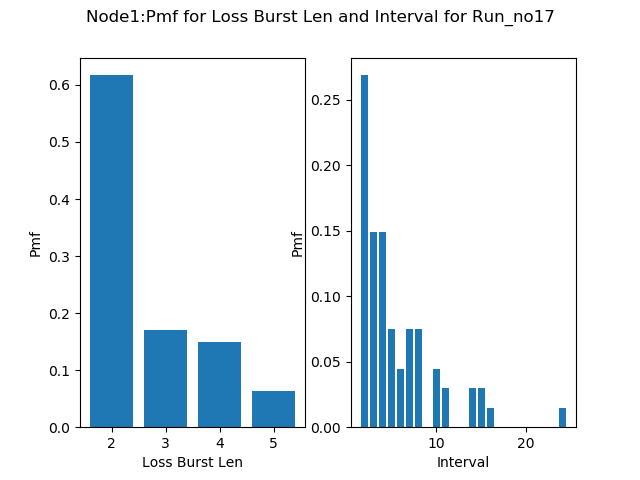 Node1:Pmf for Loss Burst Len and Interval for Run_no17
0.6
0.5
0.4
0.3
0.2
0.1
0.0
Pmf
2 3 4 5
Loss Burst Len
0.25
0.20
0.15
0.10
0.05
0.00
Pmf
10 20
Interval